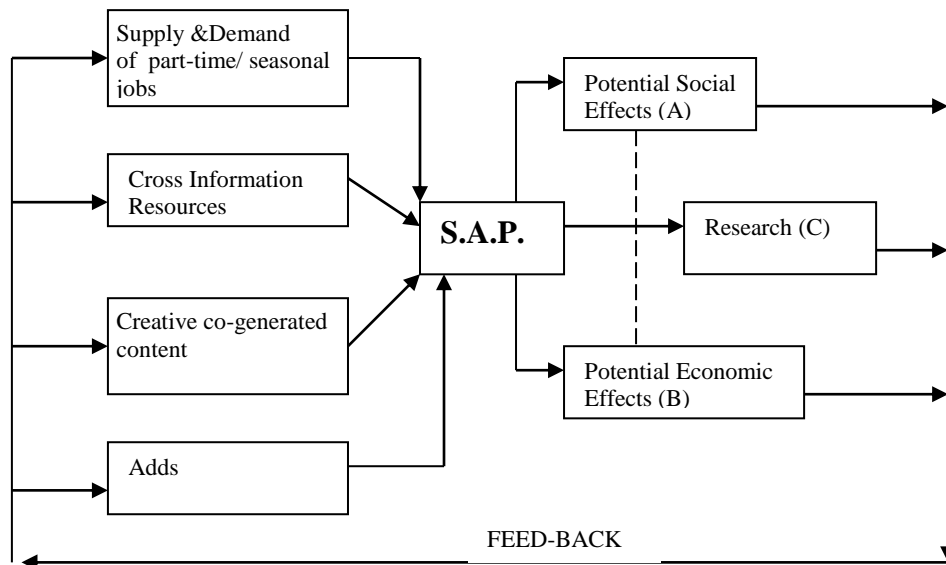 Supply &Demand
of part-time/ seasonal
jobs
Cross Information
Resources
Creative co-generated
content
Adds
S.A.P.
Potential Social
Effects (A)
Research (C)
Potential Economic
Effects (B)
FEED-BACK